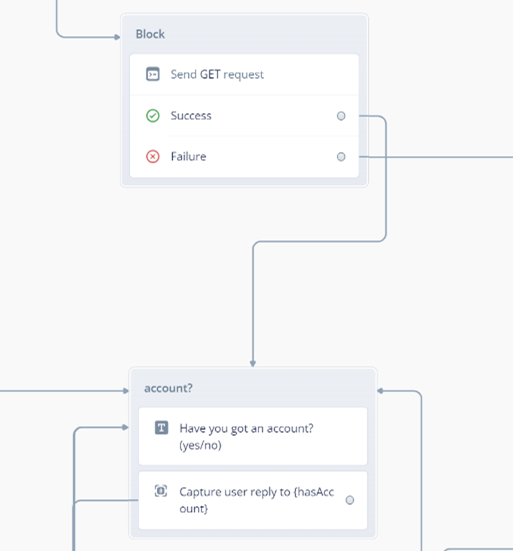 Block
Send GET request
Success
Failure
account?
Have you got an account?
(yes/no)
Capture user reply to {hasAcc
ount}